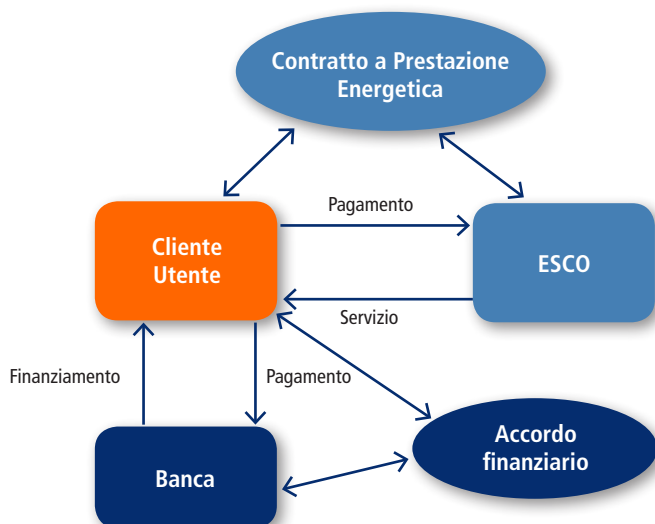 Contratto a Prestazione
Energetica
Pagamento
Cliente
Utente
ESCO
Servizio
Finanziamento
Pagamento
Accordo
finanziario
Banca